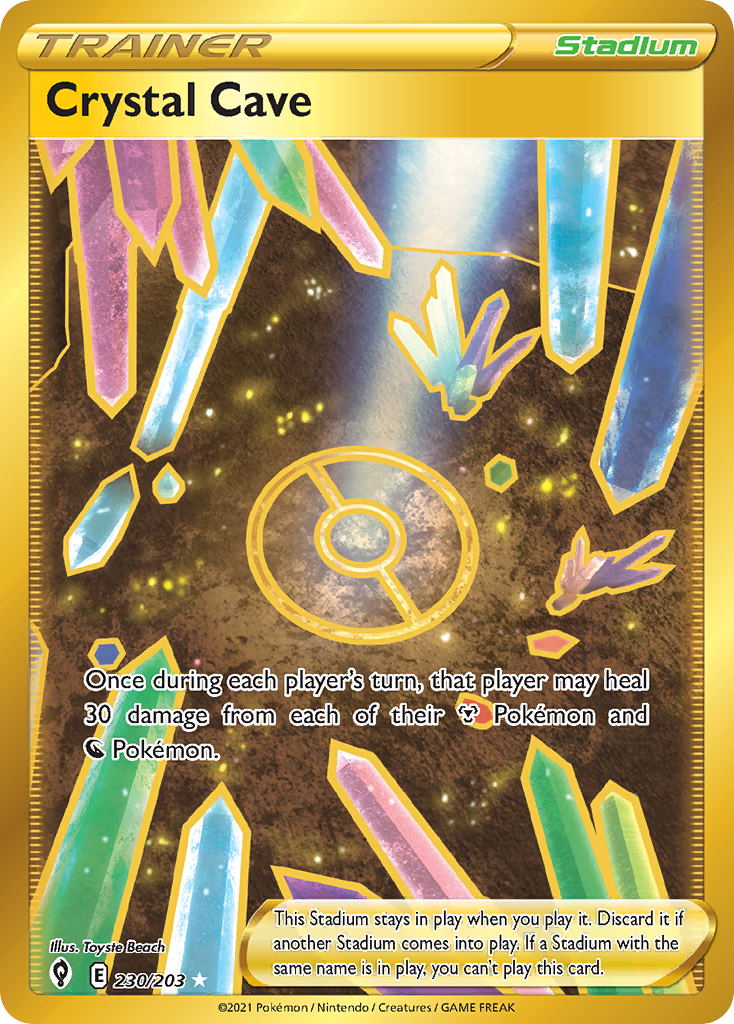 TRAINER
Stadium
Crystal Cave
Once during each player's turn, that player may heal
30 damage from each of their Pokémon and
Pokémon.
This Stadium stays in play when you play it. Discard it if
another Stadium comes into play. If a Stadium with the
same name is in play, you can't play this card.
Illus. Toyste Beach
E 230/203
©2021 Pokémon / Nintendo / Creatures / GAME FREAK